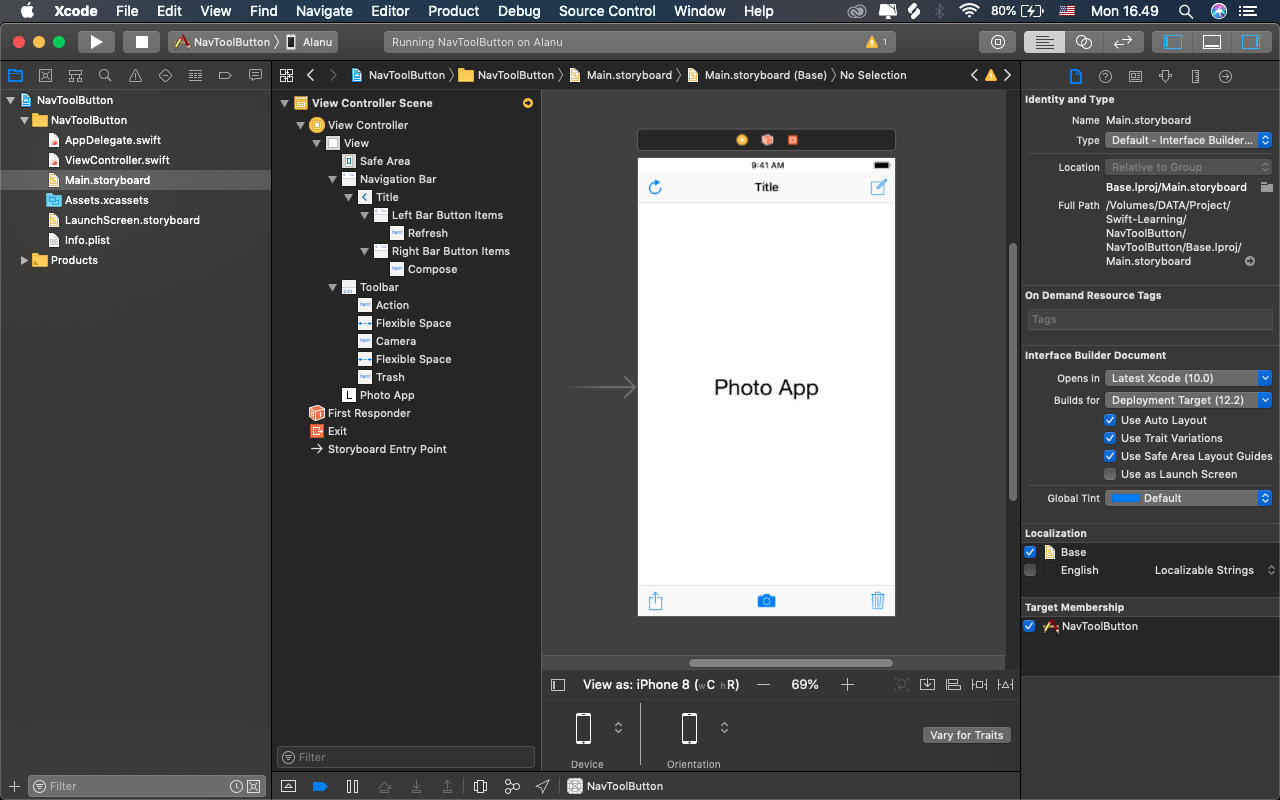 Xcode File Edit View Find Navigate Editor Product Debug Source Control Window Help 80% Mon 16.49
NavToolButton Alanu
Running NavToolButton on Alanu 1
NavToolButton NavToolButton Main.storyboard Main.storyboard (Base) No Selection
NavToolButton
NavToolButton
AppDelegate.swift
ViewController.swift
Main.storyboard
Assets.xcassets
LaunchScreen.storyboard
Info.plist
Products
Filter
View Controller Scene
View Controller
View
Safe Area
Navigation Bar
Title
Left Bar Button Items
Refresh
Right Bar Button Items
Compose
Toolbar
Action
Flexible Space
Camera
Flexible Space
Trash
L Photo App
First Responder
Exit
Storyboard Entry Point
Filter
9:41 AM
Title
Photo App
View as: iPhone 8 (wC hR) 69%
Device
Orientation
Vary for Traits
NavToolButton
Identity and Type
Name Main.storyboard
Type Default - Interface Builder...
Location Relative to Group
Base.lproj/Main.storyboard
Full Path /Volumes/DATA/Project/
Swift-Learning/
NavToolButton/
NavToolButton/Base.lproj/
Main.storyboard
On Demand Resource Tags
Tags
Interface Builder Document
Opens in Latest Xcode (10.0)
Builds for Deployment Target (12.2)
Use Auto Layout
Use Trait Variations
Use Safe Area Layout Guides
Use as Launch Screen
Global Tint Default
Localization
Base
English Localizable Strings
Target Membership
NavToolButton